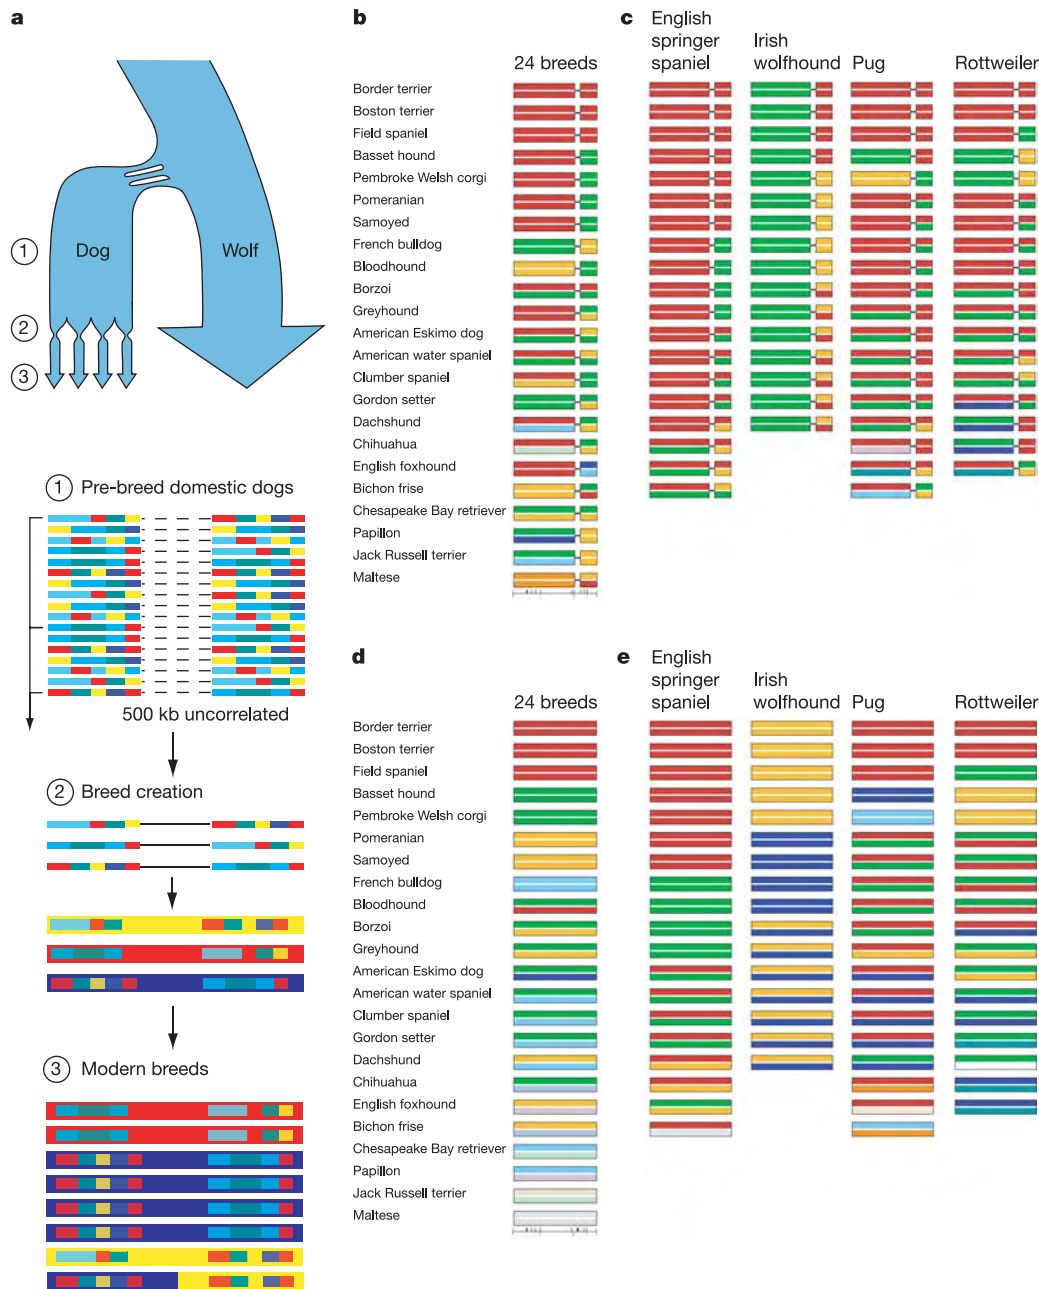 a
Dog
Wolf
1
2
3
1 Pre-breed domestic dogs
500 kb uncorrelated
2 Breed creation
3 Modern breeds
b
24 breeds
Border terrier
Boston terrier
Field spaniel
Basset hound
Pembroke Welsh corgi
Pomeranian
Samoyed
French bulldog
Bloodhound
Borzoi
Greyhound
American Eskimo dog
American water spaniel
Clumber spaniel
Gordon setter
Dachshund
Chihuahua
English foxhound
Bichon frise
Chesapeake Bay retriever
Papillon
Jack Russell terrier
Maltese
c
English
springer
spaniel
Irish
wolfhound
Pug
Rottweiler
d
24 breeds
Border terrier
Boston terrier
Field spaniel
Basset hound
Pembroke Welsh corgi
Pomeranian
Samoyed
French bulldog
Bloodhound
Borzoi
Greyhound
American Eskimo dog
American water spaniel
Clumber spaniel
Gordon setter
Dachshund
Chihuahua
English foxhound
Bichon frise
Chesapeake Bay retriever
Papillon
Jack Russell terrier
Maltese
e
English
springer
spaniel
Irish
wolfhound
Pug
Rottweiler